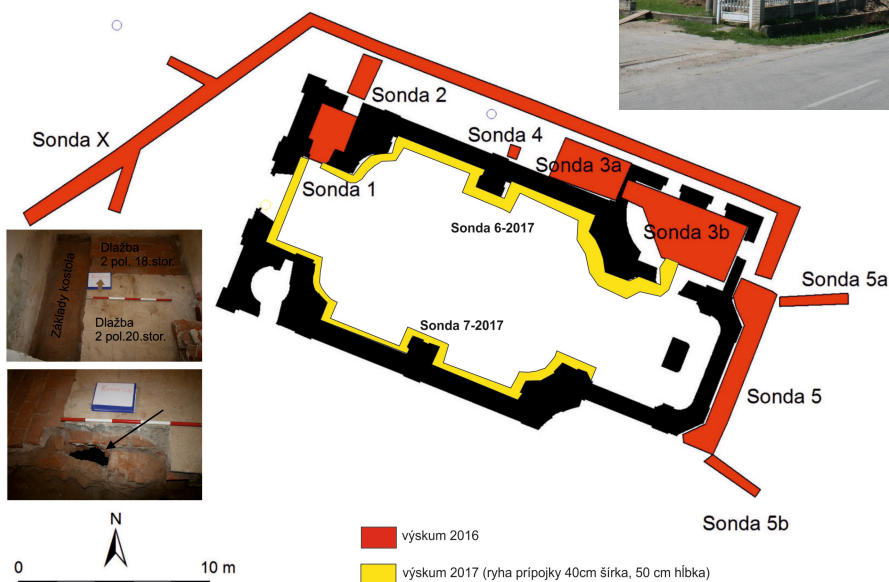 Sonda 2
Sonda X
Sonda 4
Sonda 3a
Sonda 1
Sonda 6-2017
Sonda 3b
Dlažba
2 pol. 18.stor.
Základy kostola
Dlažba
2 pol.20.stor.
Sonda 5a
Sonda 7-2017
Sonda 5
Sonda 5b
N
0 10 m
výskum 2016
výskum 2017 (ryha prípojky 40cm šírka, 50 cm hĺbka)